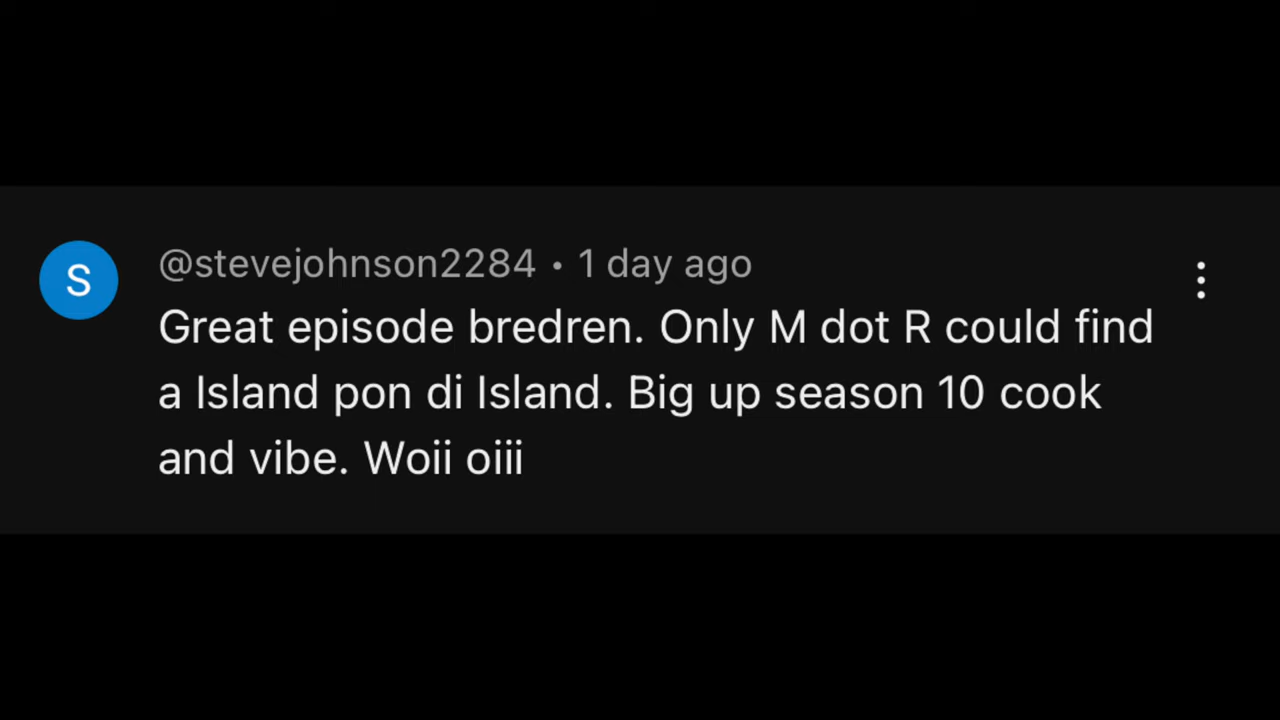 S
@stevejohnson2284 • 1 day ago
Great episode bredren. Only M dot R could find
a Island pon di Island. Big up season 10 cook
and vibe. Woii oiii